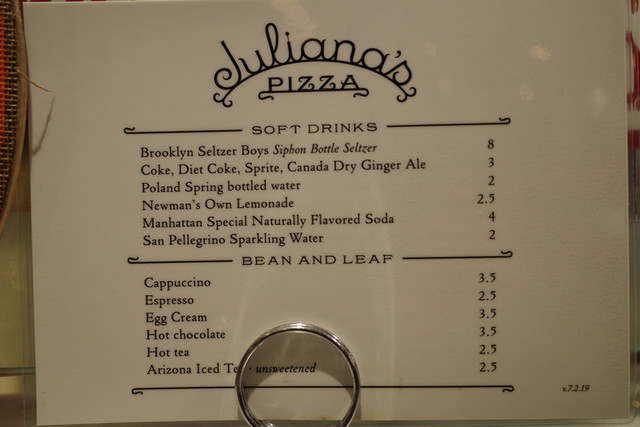 Juliana's
PIZZA
SOFT DRINKS
Brooklyn Seltzer Boys Siphon Bottle Seltzer 8
Coke, Diet Coke, Sprite, Canada Dry Ginger Ale 3
Poland Spring bottled water 2
Newman's Own Lemonade 2.5
Manhattan Special Naturally Flavored Soda 4
San Pellegrino Sparkling Water 2
BEAN AND LEAF
Cappuccino 3.5
Espresso 2.5
Egg Cream 3.5
Hot chocolate 3.5
Hot tea 2.5
Arizona Iced Tea · unsweetened 2.5
v.7.2.19